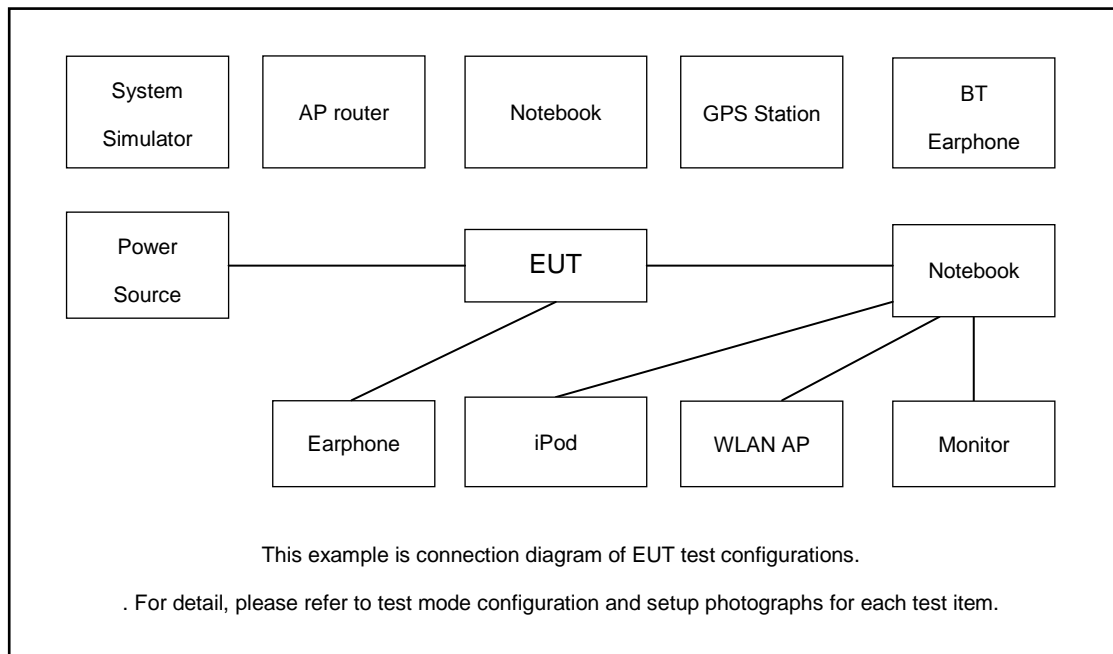 System
Simulator
AP router
Notebook
GPS Station
BT
Earphone
Power
Source
EUT
Notebook
Earphone
iPod
WLAN AP
Monitor
This example is connection diagram of EUT test configurations.
. For detail, please refer to test mode configuration and setup photographs for each test item.